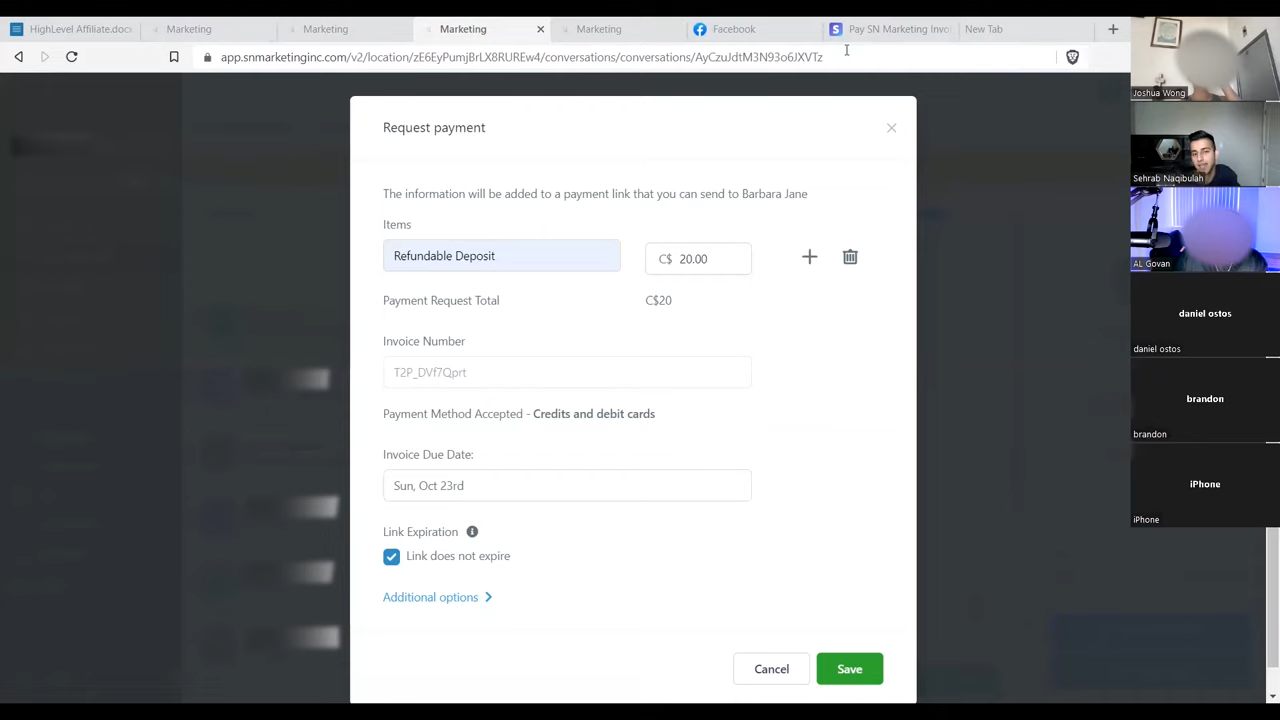 HighLevel Affiliate.docx
Marketing
Marketing
Marketing
Marketing
Facebook
Pay SN Marketing Invoi
New Tab
app.snmarketinginc.com/v2/location/zE6EyPumjBrLX8RUREw4/conversations/conversations/AyCzuJdtM3N93o6JXVTz
Request payment
The information will be added to a payment link that you can send to Barbara Jane
Items
Refundable Deposit
C$ 20.00
Payment Request Total
C$20
Invoice Number
T2P_DVf7Qprt
Payment Method Accepted - Credits and debit cards
Invoice Due Date:
Sun, Oct 23rd
Link Expiration
Link does not expire
Additional options
Cancel
Save
Joshua Wong
Sehrab Naqibulah
AL Govan
daniel ostos
daniel ostos
brandon
brandon
iPhone
iPhone